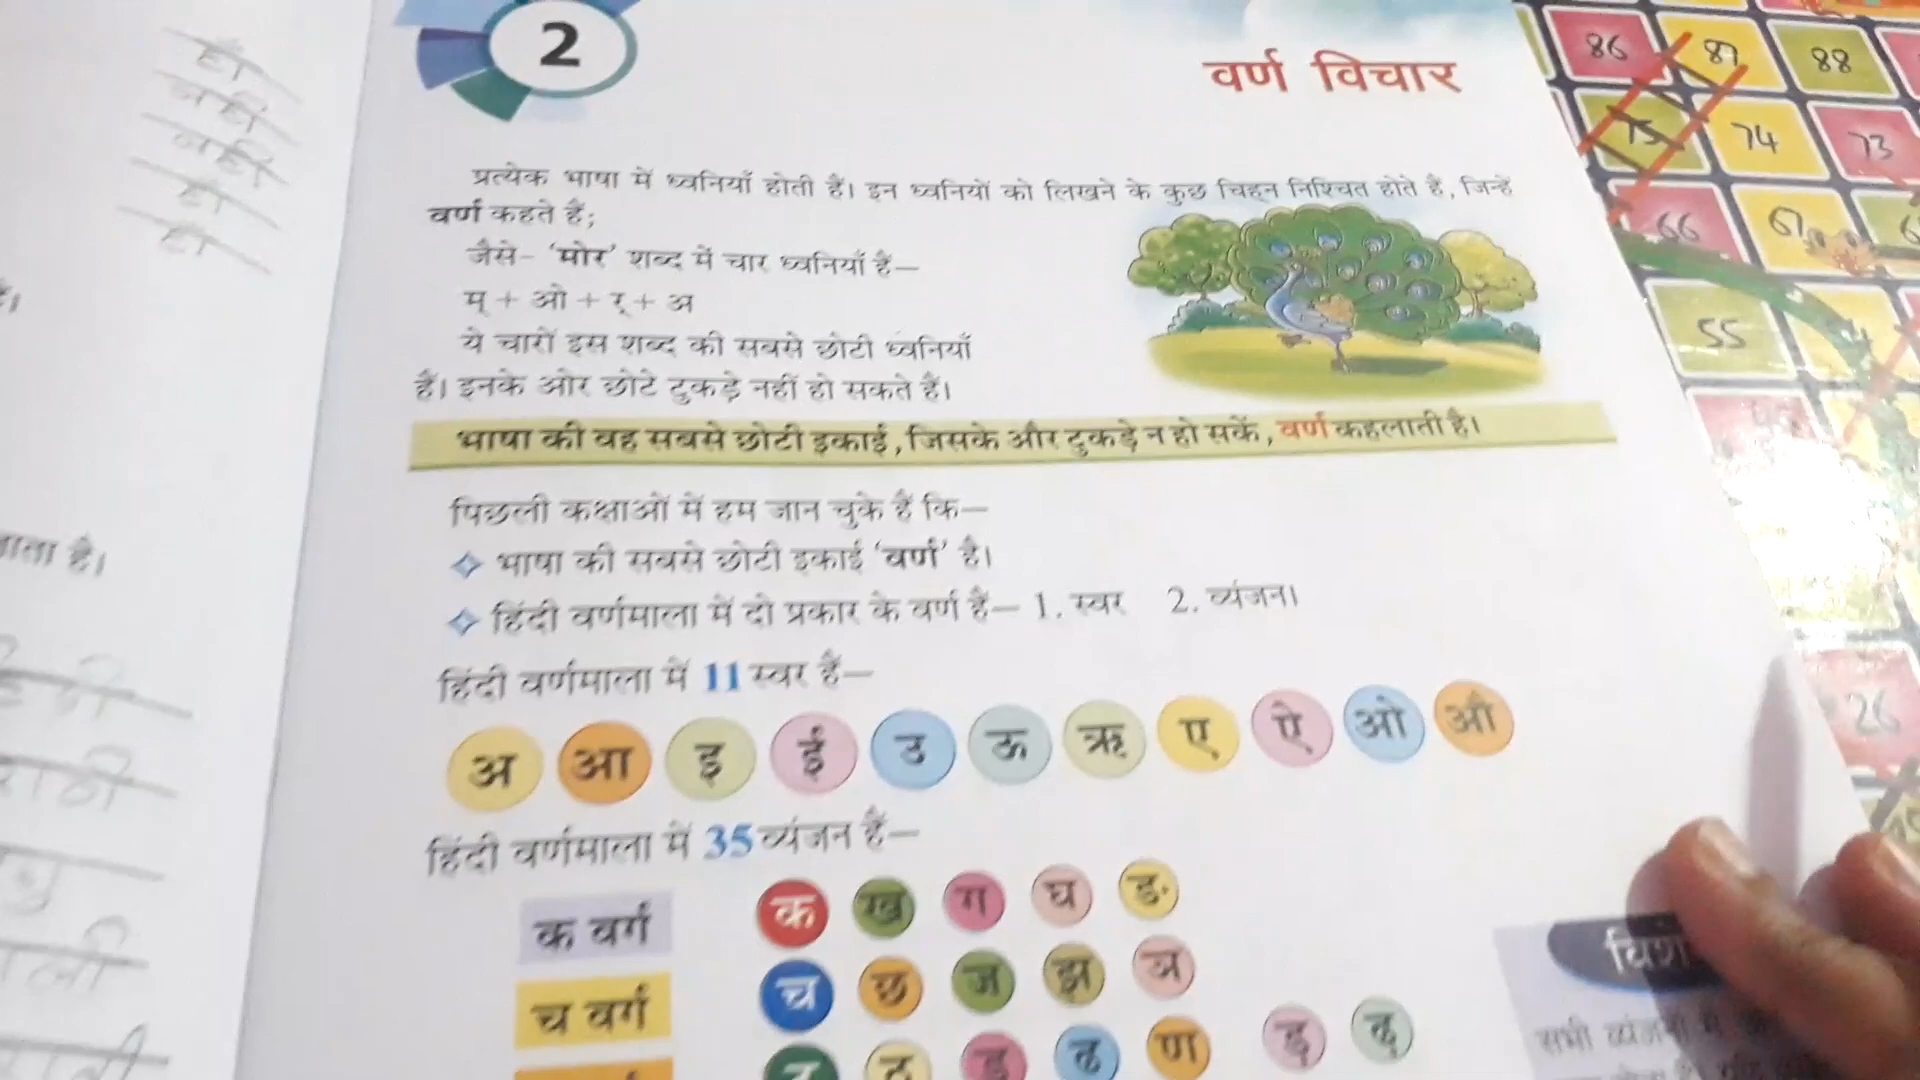 2
वर्ण विचार
प्रत्येक भाषा में ध्वनियाँ होती हैं। इन ध्वनियों को लिखने के कुछ चिह्न निश्चित होते हैं, जिन्हें
वर्ण कहते हैं;
जैसे- 'मोर' शब्द में चार ध्वनियाँ हैं—
म् + ओ + र् + अ
ये चारों इस शब्द की सबसे छोटी ध्वनियाँ
हैं। इनके ओर छोटे टुकड़े नहीं हो सकते हैं।
भाषा की वह सबसे छोटी इकाई, जिसके और टुकड़े न हो सकें, वर्ण कहलाती है।
पिछली कक्षाओं में हम जान चुके हैं कि—
भाषा की सबसे छोटी इकाई 'वर्ण' है।
हिंदी वर्णमाला में दो प्रकार के वर्ण हैं— 1. स्वर 2. व्यंजन।
हिंदी वर्णमाला में 11 स्वर हैं—
अ आ इ ई उ ऊ ऋ ए ऐ ओ औ
हिंदी वर्णमाला में 35 व्यंजन हैं—
क वर्ग क ख ग घ ङ
च वर्ग च छ ज झ ञ
ट ठ ड ढ ण ड़ ढ़
सभी व्यंजनों में
86 87 88
75 74 73
66 67
55
26